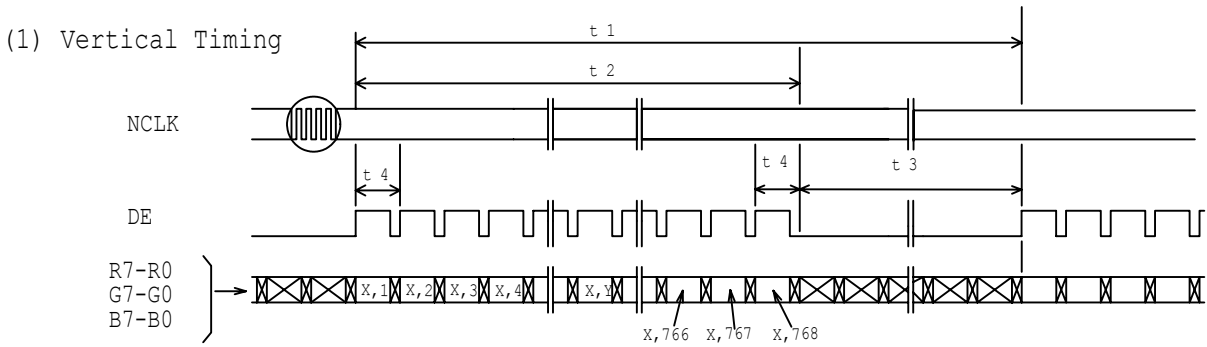 (1) Vertical Timing
t 1
t 2
NCLK
t 4
t 4
t 3
DE
R7-R0
G7-G0
B7-B0
X,1 X,2 X,3 X,4 X,Y
X,766 X,767 X,768